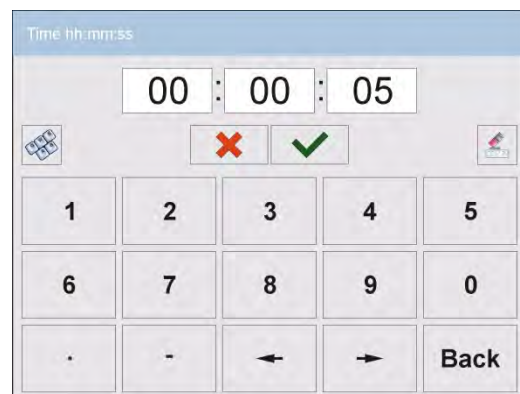 Time hh:mm:ss
00 : 00 : 05
1 2 3 4 5
6 7 8 9 0
. - ← → Back